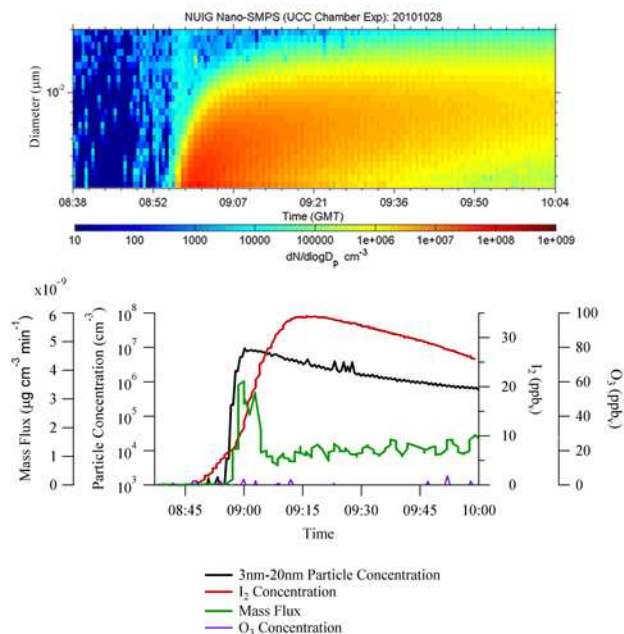 NUIG Nano-SMPS (UCC Chamber Exp): 20101028
Diameter (μm)
10⁻²
08:38 08:52 09:07 09:21 09:36 09:50 10:04
Time (GMT)
10 100 1000 10000 100000 1e+006 1e+007 1e+008 1e+009
dN/dlogDₚ cm⁻³
x10⁻⁹
Mass Flux (μg cm⁻³ min⁻¹)
6
5
4
3
2
1
0
Particle Concentration (cm⁻³)
10⁸
10⁷
10⁶
10⁵
10⁴
10³
30
20
10
0
I₂ (ppbᵥ)
100
80
60
40
20
0
O₃ (ppbᵥ)
08:45 09:00 09:15 09:30 09:45 10:00
Time
3nm-20nm Particle Concentration
I₂ Concentration
Mass Flux
O₃ Concentration